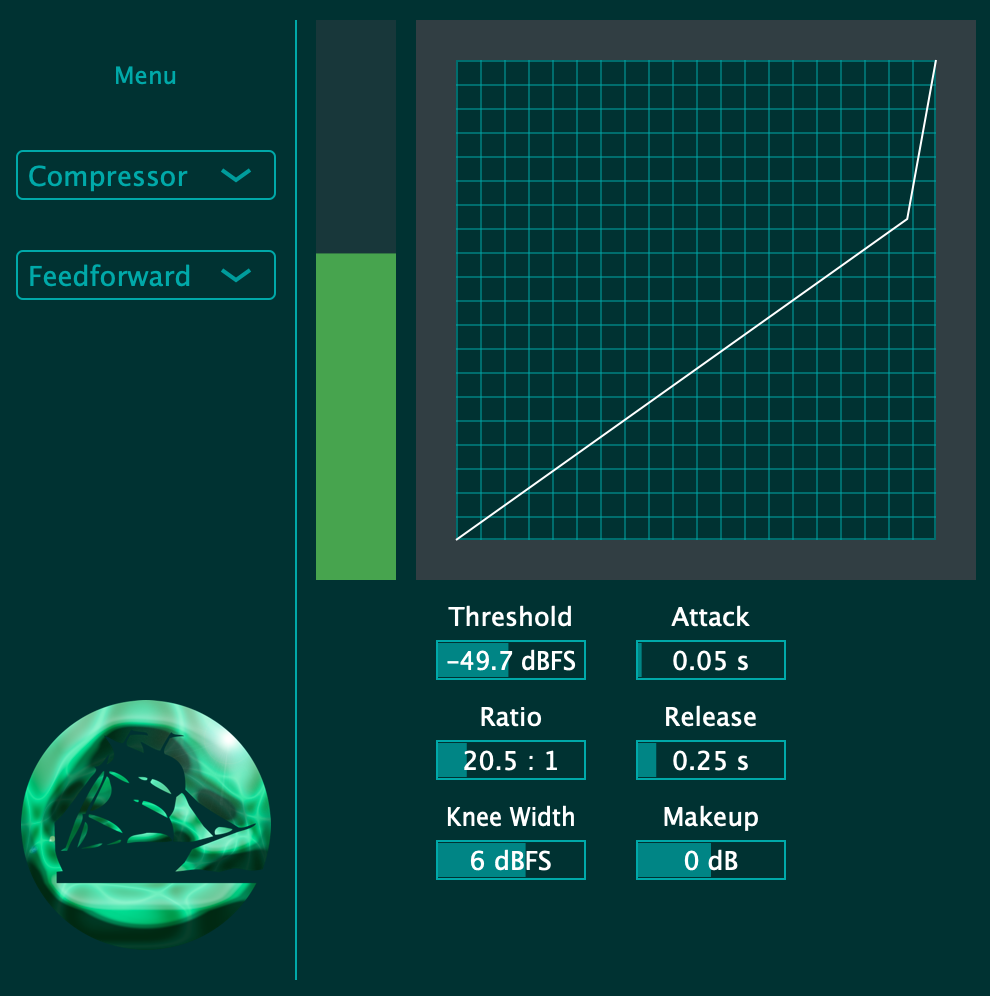 Menu
Compressor
Feedforward
Threshold
-49.7 dBFS
Attack
0.05 s
Ratio
20.5 : 1
Release
0.25 s
Knee Width
6 dBFS
Makeup
0 dB